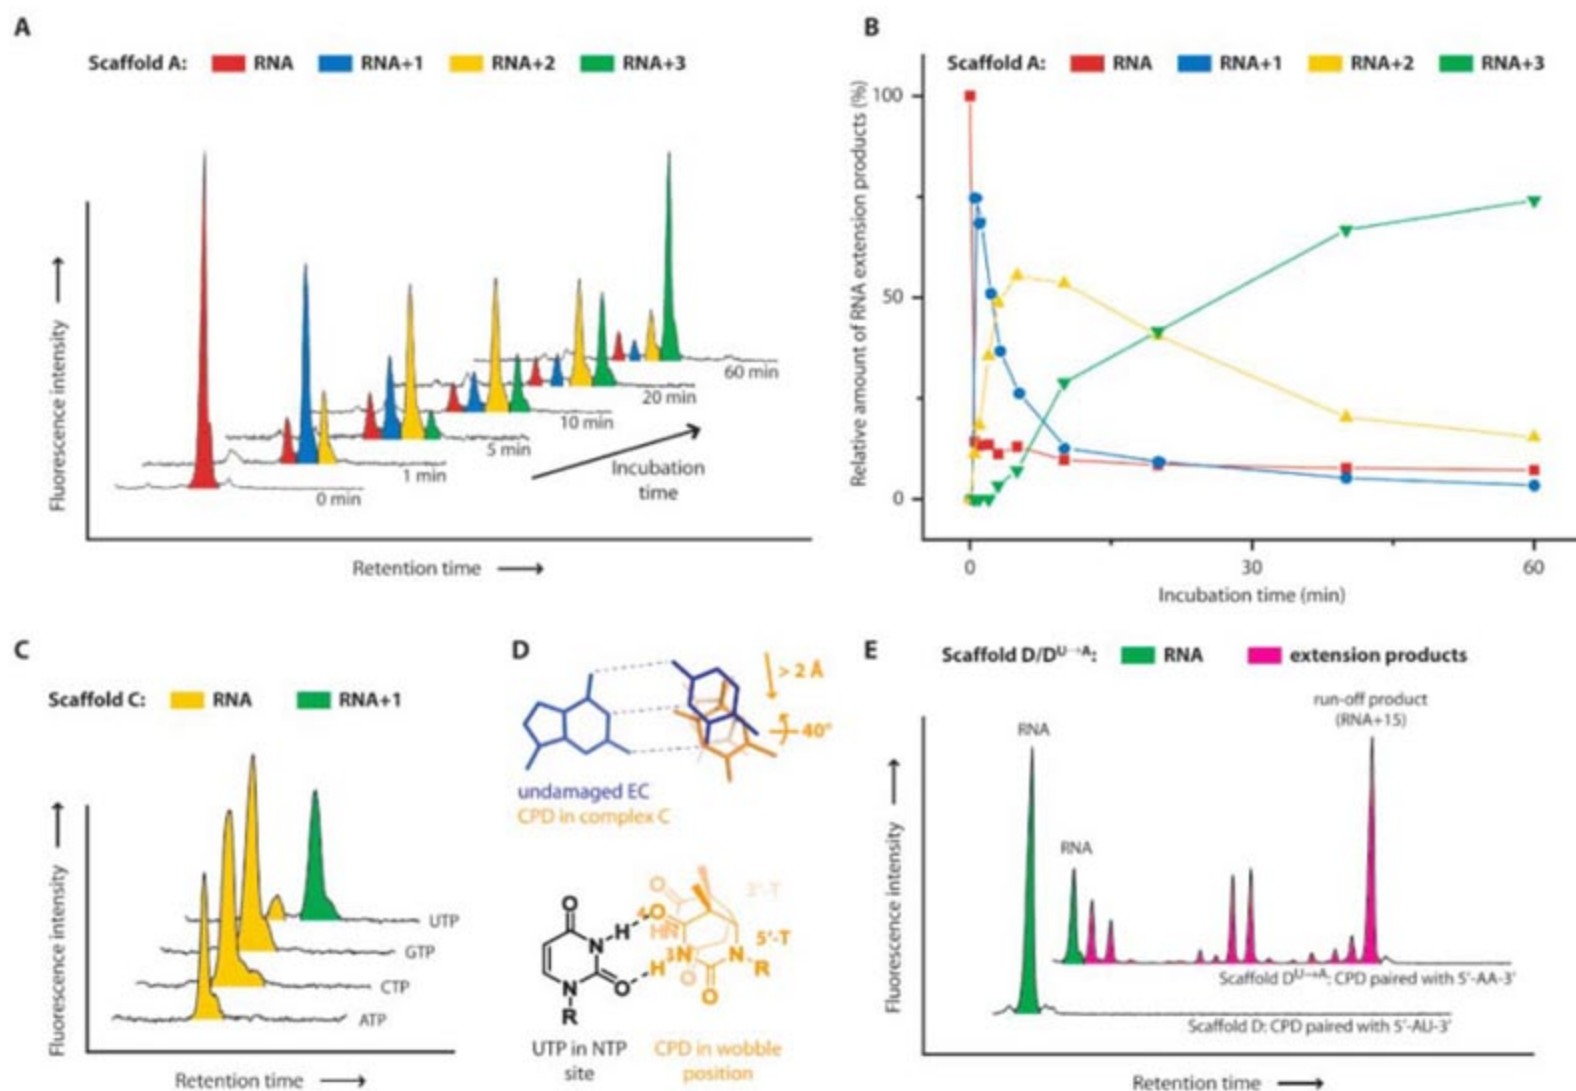 A
Scaffold A: RNA RNA+1 RNA+2 RNA+3
Fluorescence intensity
0 min
1 min
5 min
10 min
20 min
60 min
Incubation
time
Retention time
B
Scaffold A: RNA RNA+1 RNA+2 RNA+3
Relative amount of RNA extension products (%)
100
50
0
0 30 60
Incubation time (min)
C
Scaffold C: RNA RNA+1
Fluorescence intensity
UTP
GTP
CTP
ATP
Retention time
D
> 2 Å
40°
undamaged EC
CPD in complex C
O
N
H
O
N
R
4
O
O
HN
3'-T
5'-T
H
3
N
N
R
O
O
UTP in NTP
site
CPD in wobble
position
E
Scaffold D/D^U→A: RNA extension products
Fluorescence intensity
run-off product
(RNA+15)
RNA
RNA
Scaffold D^U→A: CPD paired with 5'-AA-3'
Scaffold D: CPD paired with 5'-AU-3'
Retention time